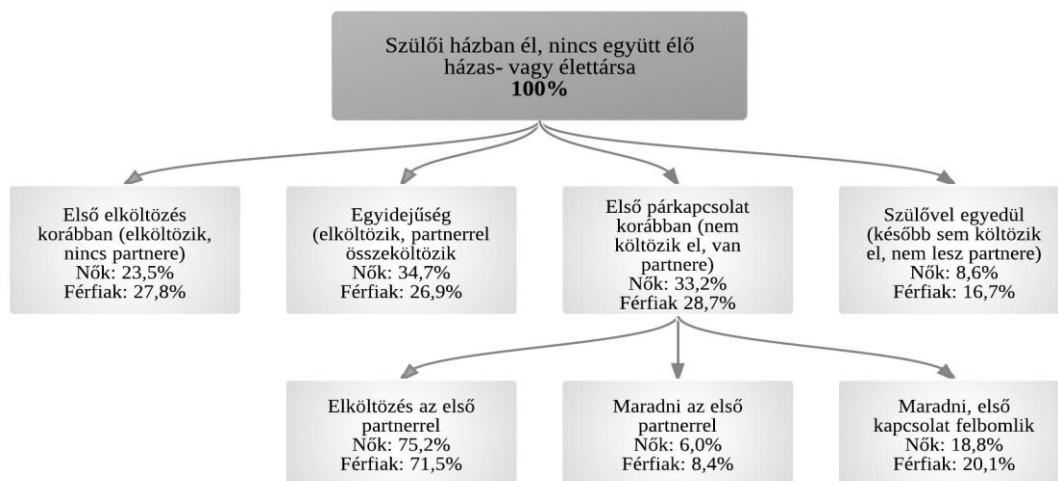 Szülői házban él, nincs együtt élő
házas- vagy élettársa
100%
Első elköltözés
korábban (elköltözik,
nincs partnere)
Nők: 23,5%
Férfiak: 27,8%
Egyidejűség
(elköltözik, partnerrel
összeköltözik
Nők: 34,7%
Férfiak: 26,9%
Első párkapcsolat
korábban (nem
költözik el, van
partnere)
Nők: 33,2%
Férfiak 28,7%
Szülővel egyedül
(később sem költözik
el, nem lesz partnere)
Nők: 8,6%
Férfiak: 16,7%
Elköltözés az első
partnerrel
Nők: 75,2%
Férfiak: 71,5%
Maradni az első
partnerrel
Nők: 6,0%
Férfiak: 8,4%
Maradni, első
kapcsolat felbomlik
Nők: 18,8%
Férfiak: 20,1%